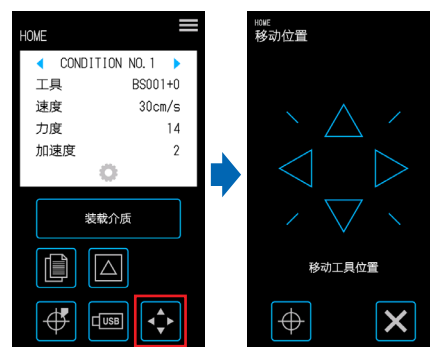 HOME
CONDITION NO. 1
工具 BS001+0
速度 30cm/s
力度 14
加速度 2
装载介质
USB
HOME
移动位置
移动工具位置